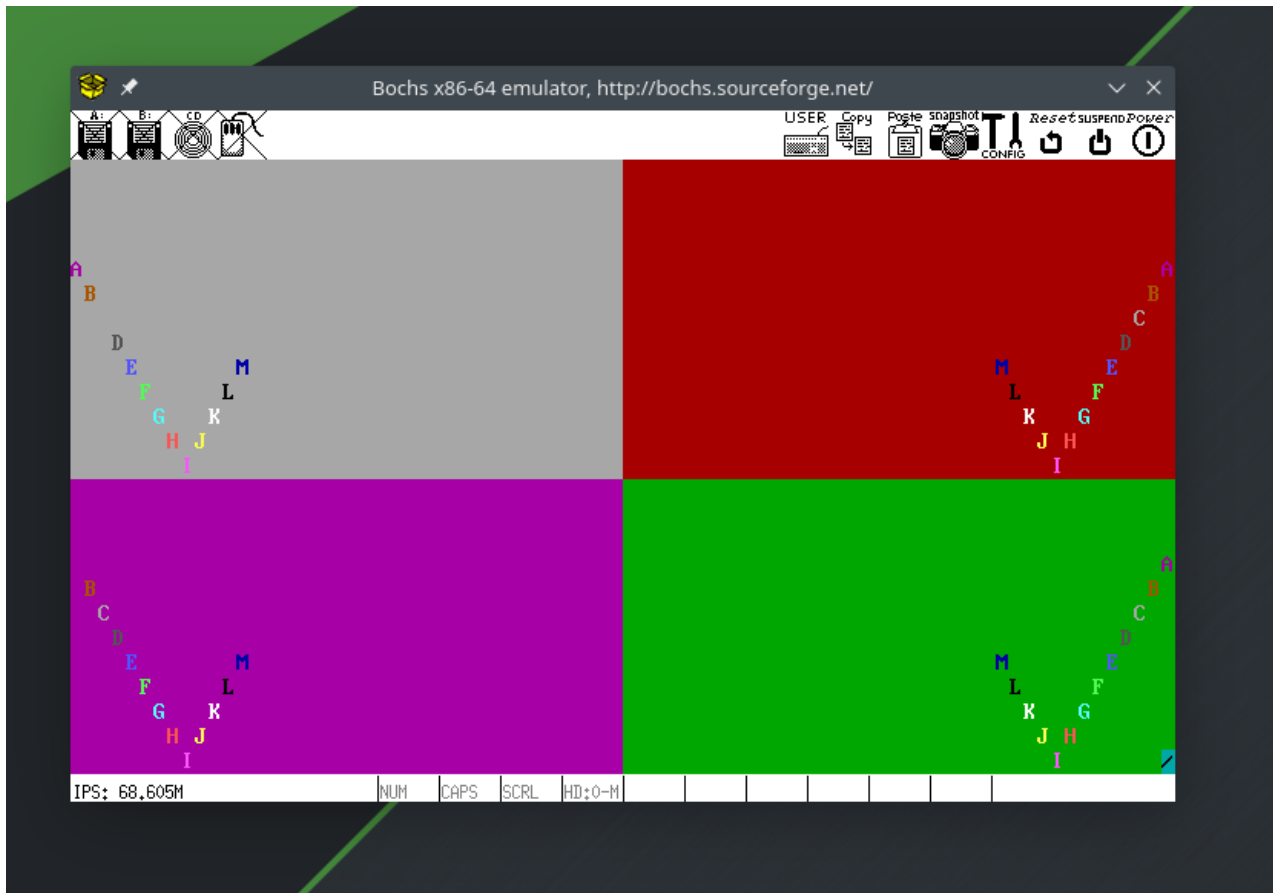 Bochs x86-64 emulator, http://bochs.sourceforge.net/
A: B: CD USER Copy Paste snapshot CONFIG Reset SUSPEND Power
A A
B B
C
D D
E M M E
F L L F
G K K G
H J J H
I I
A
B B
C C
D D
E M M E
F L L F
G K K G
H J J H
I I /
IPS: 68.605M NUM CAPS SCRL HD:0-M